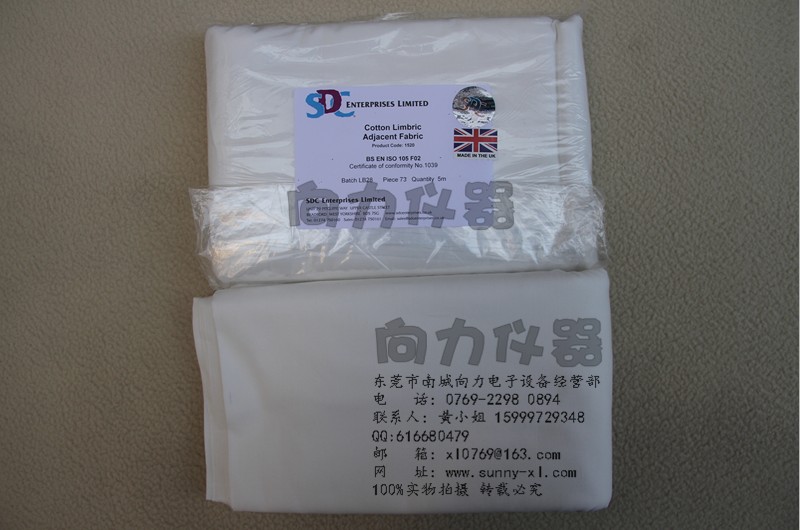 SDC ENTERPRISES LIMITED
Cotton Limbric
Adjacent Fabric
Product Code: 1520
BS EN ISO 105 F02
Certificate of conformity No.1039
Batch LB28 Piece 73 Quantity 5m
MADE IN THE UK
SDC Enterprises Limited
向力仪器
向力仪器
东莞市南城向力电子设备经营部
电 话: 0769-2298 0894
联系人: 黄小姐 15999729348
QQ:616680479
邮 箱: xl0769@163.com
网 址: www.sunny-xl.com
100%实物拍摄 转载必究